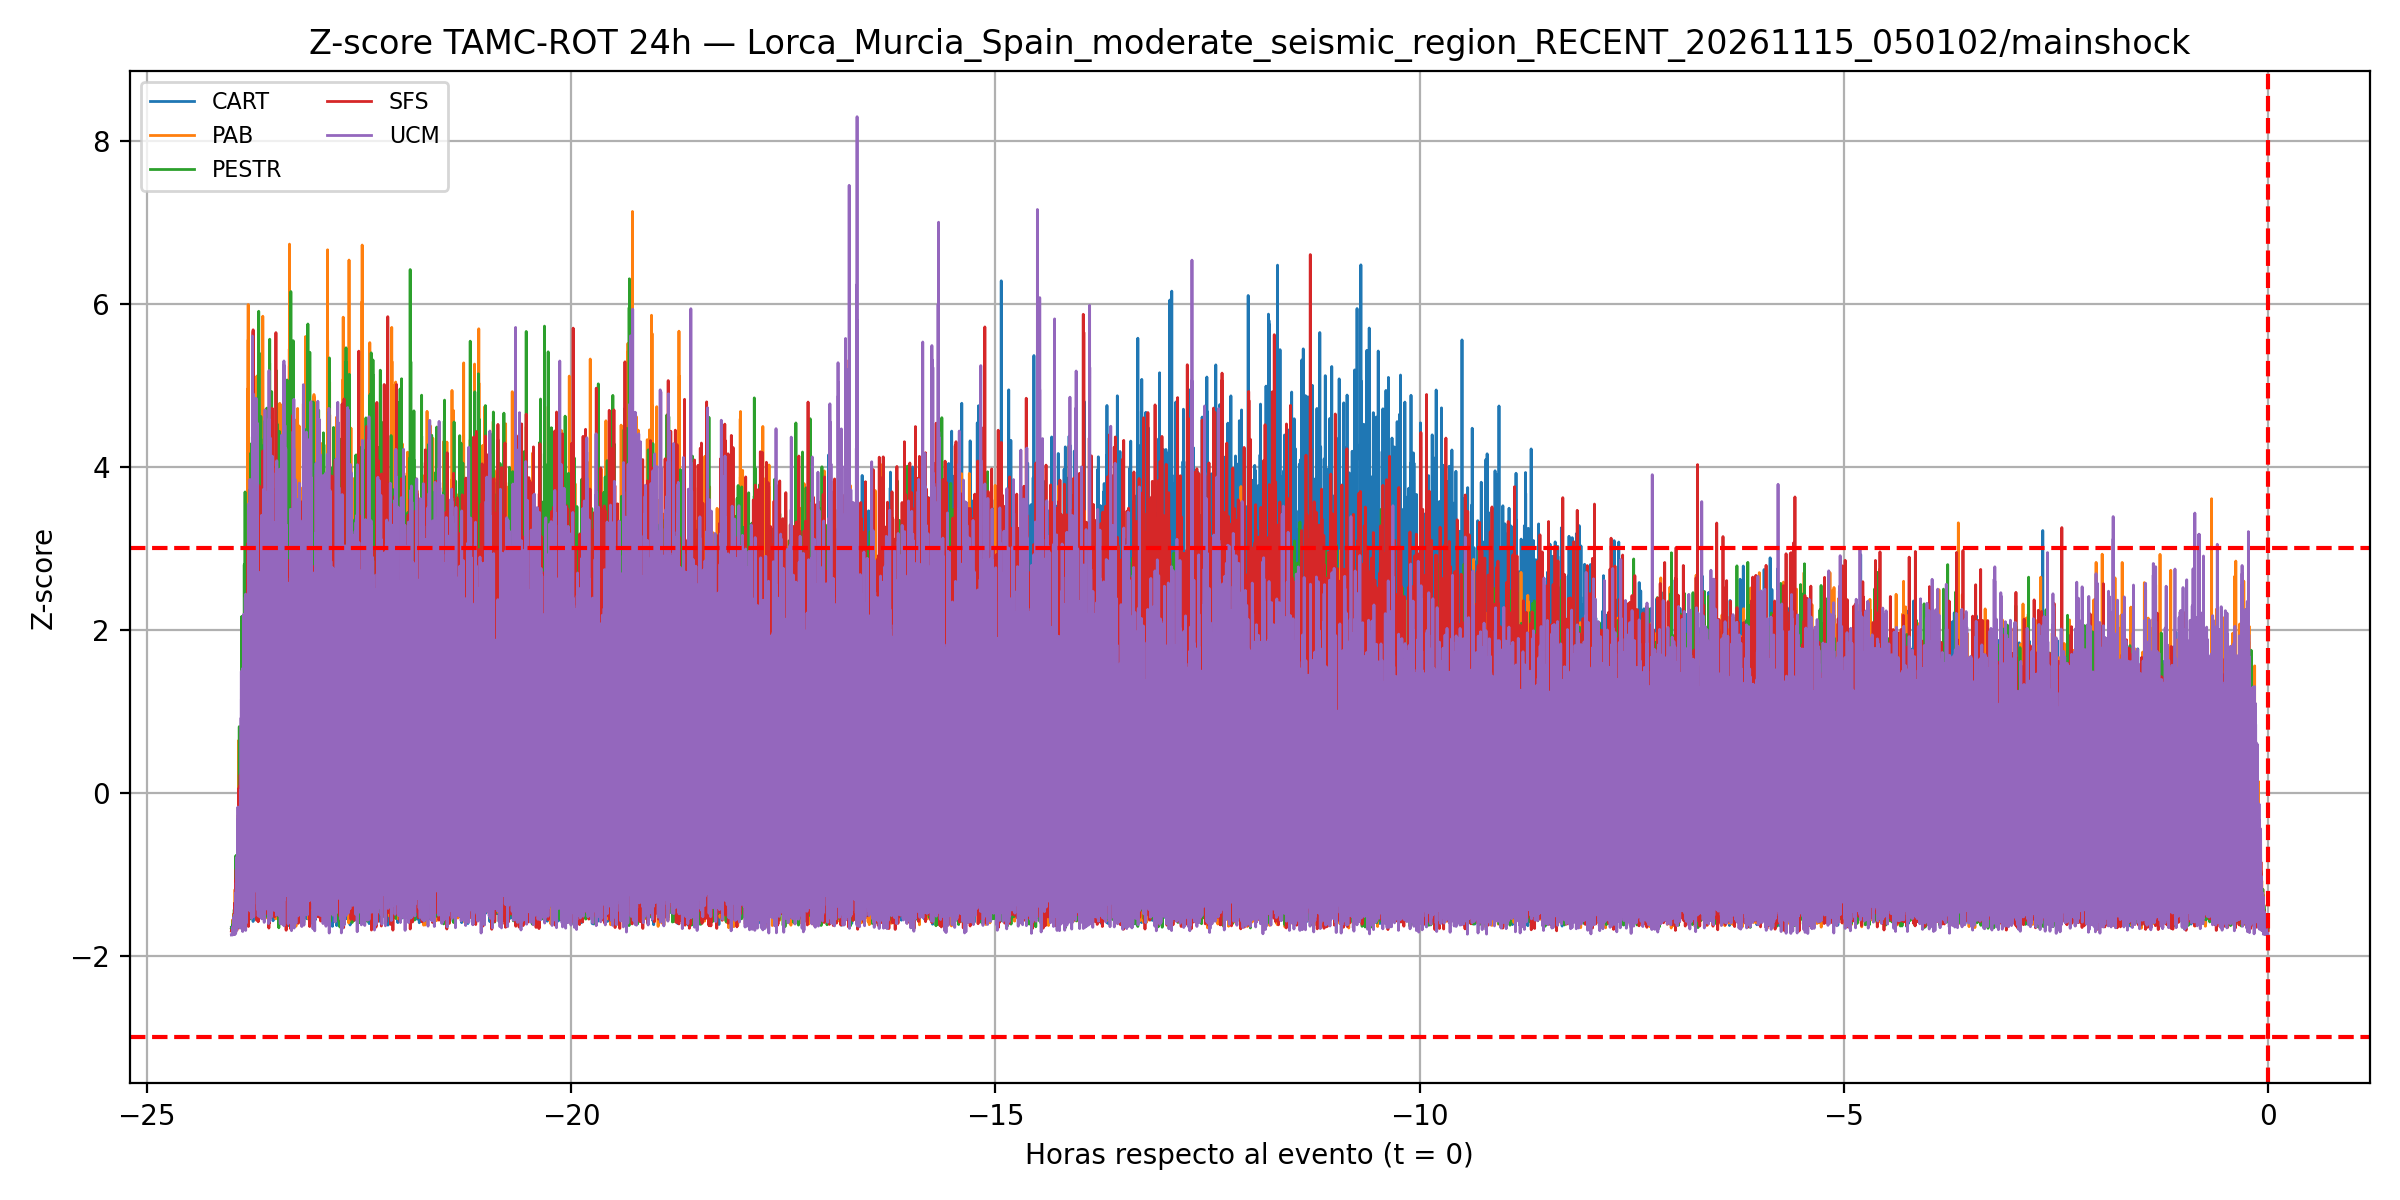 Z-score TAMC-ROT 24h — Lorca_Murcia_Spain_moderate_seismic_region_RECENT_20261115_050102/mainshock
CART
PAB
PESTR
SFS
UCM
Z-score
8
6
4
2
0
−2
−25
−20
−15
−10
−5
0
Horas respecto al evento (t = 0)